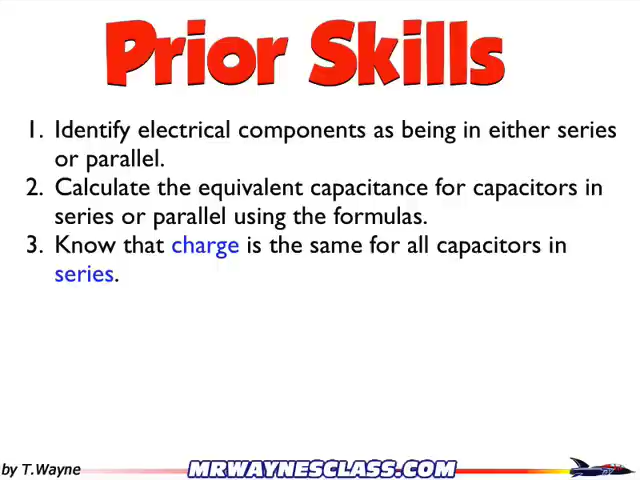 Prior Skills
1. Identify electrical components as being in either series
or parallel.
2. Calculate the equivalent capacitance for capacitors in
series or parallel using the formulas.
3. Know that charge is the same for all capacitors in
series.
by T.Wayne
MRWAYNESCLASS.COM